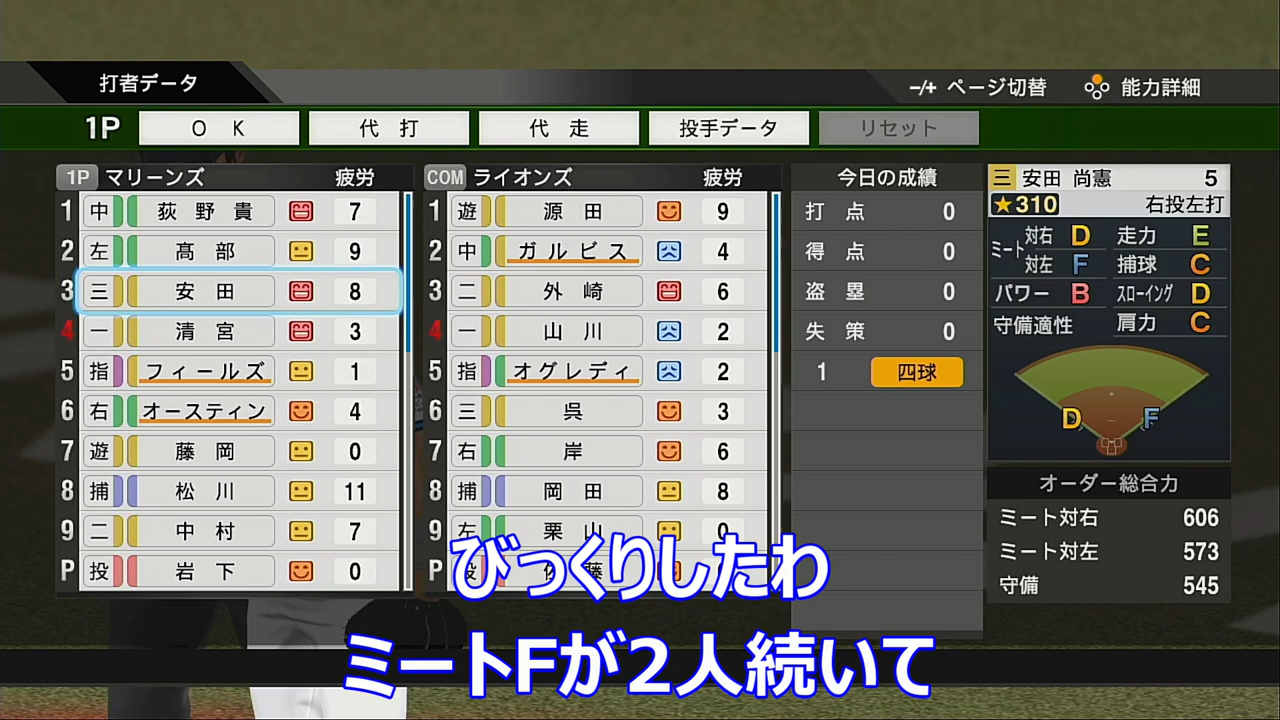 打者データ
-/+ ページ切替 能力詳細
1P OK 代打 代走 投手データ リセット
1P マリーンズ 疲労
1 中 荻野貴 7
2 左 髙部 9
3 三 安田 8
4 一 清宮 3
5 指 フィールズ 1
6 右 オースティン 4
7 遊 藤岡 0
8 捕 松川 11
9 二 中村 7
P 投 岩下 0
COM ライオンズ 疲労
1 遊 源田 9
2 中 ガルビス 4
3 二 外崎 6
4 一 山川 2
5 指 オグレディ 2
6 三 呉 3
7 右 岸 6
8 捕 岡田 8
9 左 栗山 0
P 投
今日の成績
打点 0
得点 0
盗塁 0
失策 0
1 四球
三 安田 尚憲 5
★310 右投左打
ミート 対右 D 走力 E
対左 F 捕球 C
パワー B スローイング D
守備適性 肩力 C
D F
オーダー総合力
ミート対右 606
ミート対左 573
守備 545
びっくりしたわ
ミートFが2人続いて